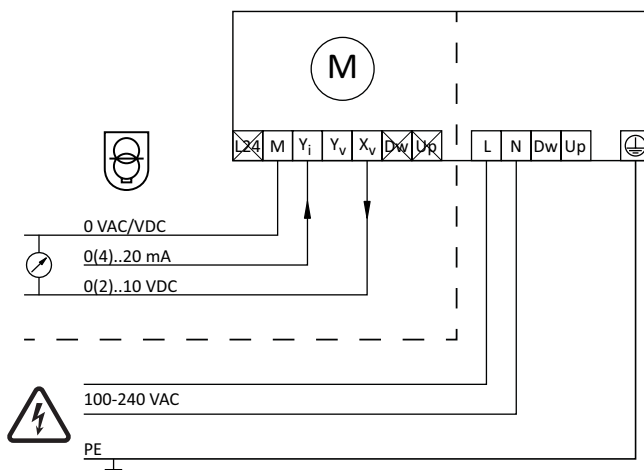 M
L24 M Yi Yv Xv Dw Up L N Dw Up
0 VAC/VDC
0(4)..20 mA
0(2)..10 VDC
100-240 VAC
PE